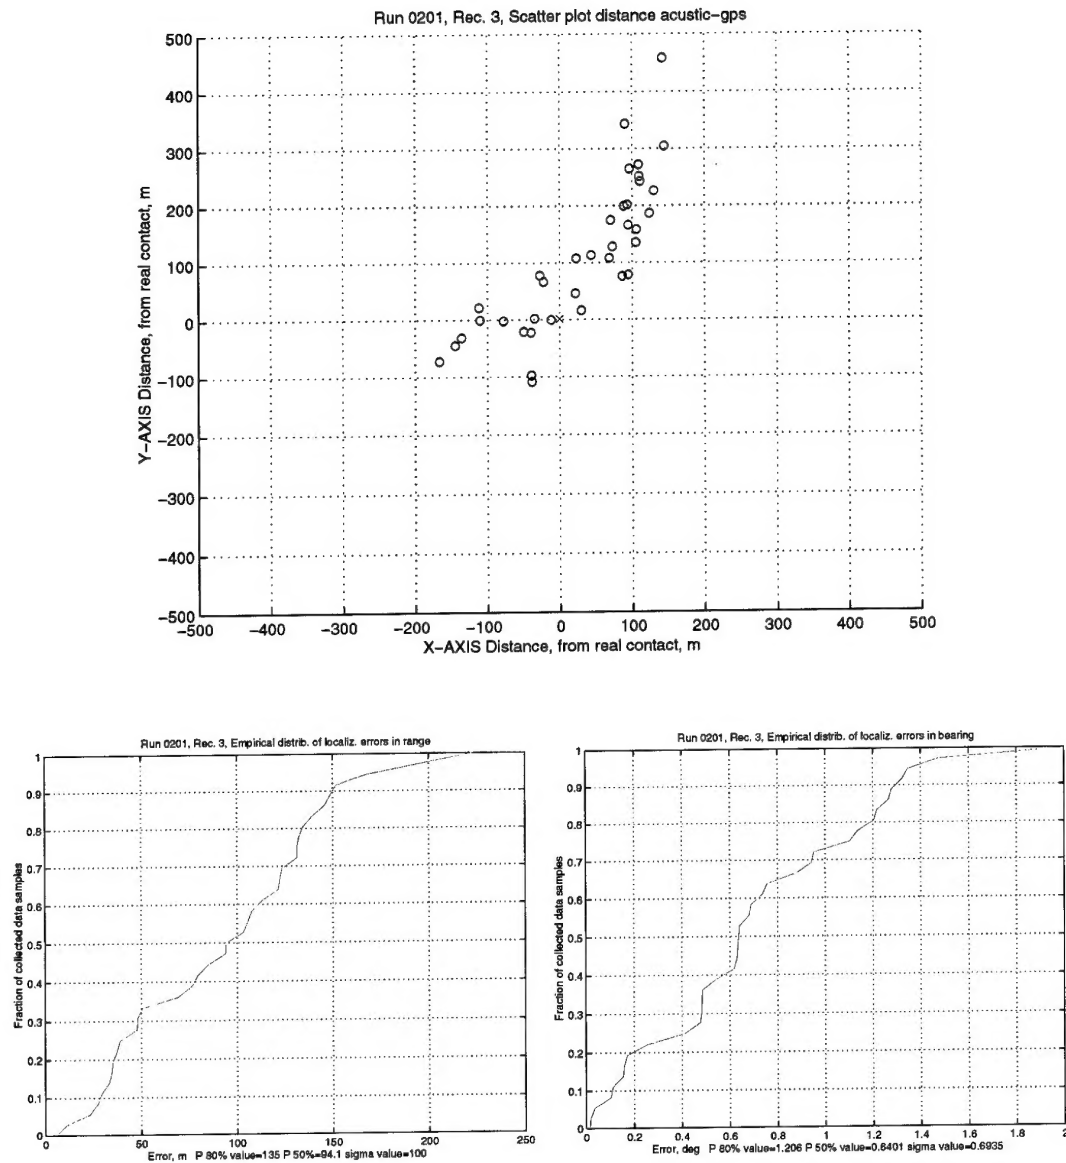 Run 0201, Rec. 3, Scatter plot distance acustic-gps
500
400
300
200
100
0
-100
-200
-300
-400
-500
Y-AXIS Distance, from real contact, m
-500 -400 -300 -200 -100 0 100 200 300 400 500
X-AXIS Distance, from real contact, m
Run 0201, Rec. 3, Empirical distrib. of localiz. errors in range
1
0.9
0.8
0.7
0.6
0.5
0.4
0.3
0.2
0.1
0
Fraction of collected data samples
0 50 100 150 200 250
Error, m P 80% value=135 P 50%=94.1 sigma value=100
Run 0201, Rec. 3, Empirical distrib. of localiz. errors in bearing
1
0.9
0.8
0.7
0.6
0.5
0.4
0.3
0.2
0.1
0
Fraction of collected data samples
0 0.2 0.4 0.6 0.8 1 1.2 1.4 1.6 1.8 2
Error, deg P 80% value=1.206 P 50% value=0.6401 sigma value=0.6935